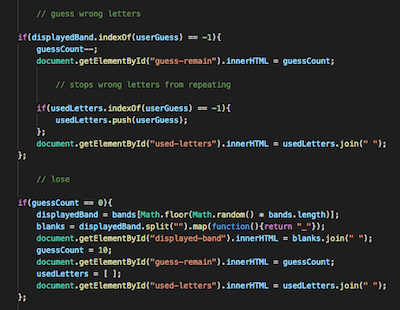 // guess wrong letters
if(displayedBand.indexOf(userGuess) == -1){
guessCount--;
document.getElementById("guess-remain").innerHTML = guessCount;
// stops wrong letters from repeating
if(usedLetters.indexOf(userGuess) == -1){
usedLetters.push(userGuess);
};
document.getElementById("used-letters").innerHTML = usedLetters.join(" ");
};
// lose
if(guessCount == 0){
displayedBand = bands[Math.floor(Math.random() * bands.length)];
blanks = displayedBand.split("").map(function(){return "_"});
document.getElementById("displayed-band").innerHTML = blanks.join(" ");
guessCount = 10;
document.getElementById("guess-remain").innerHTML = guessCount;
usedLetters = [ ];
document.getElementById("used-letters").innerHTML = usedLetters.join(" ");
};